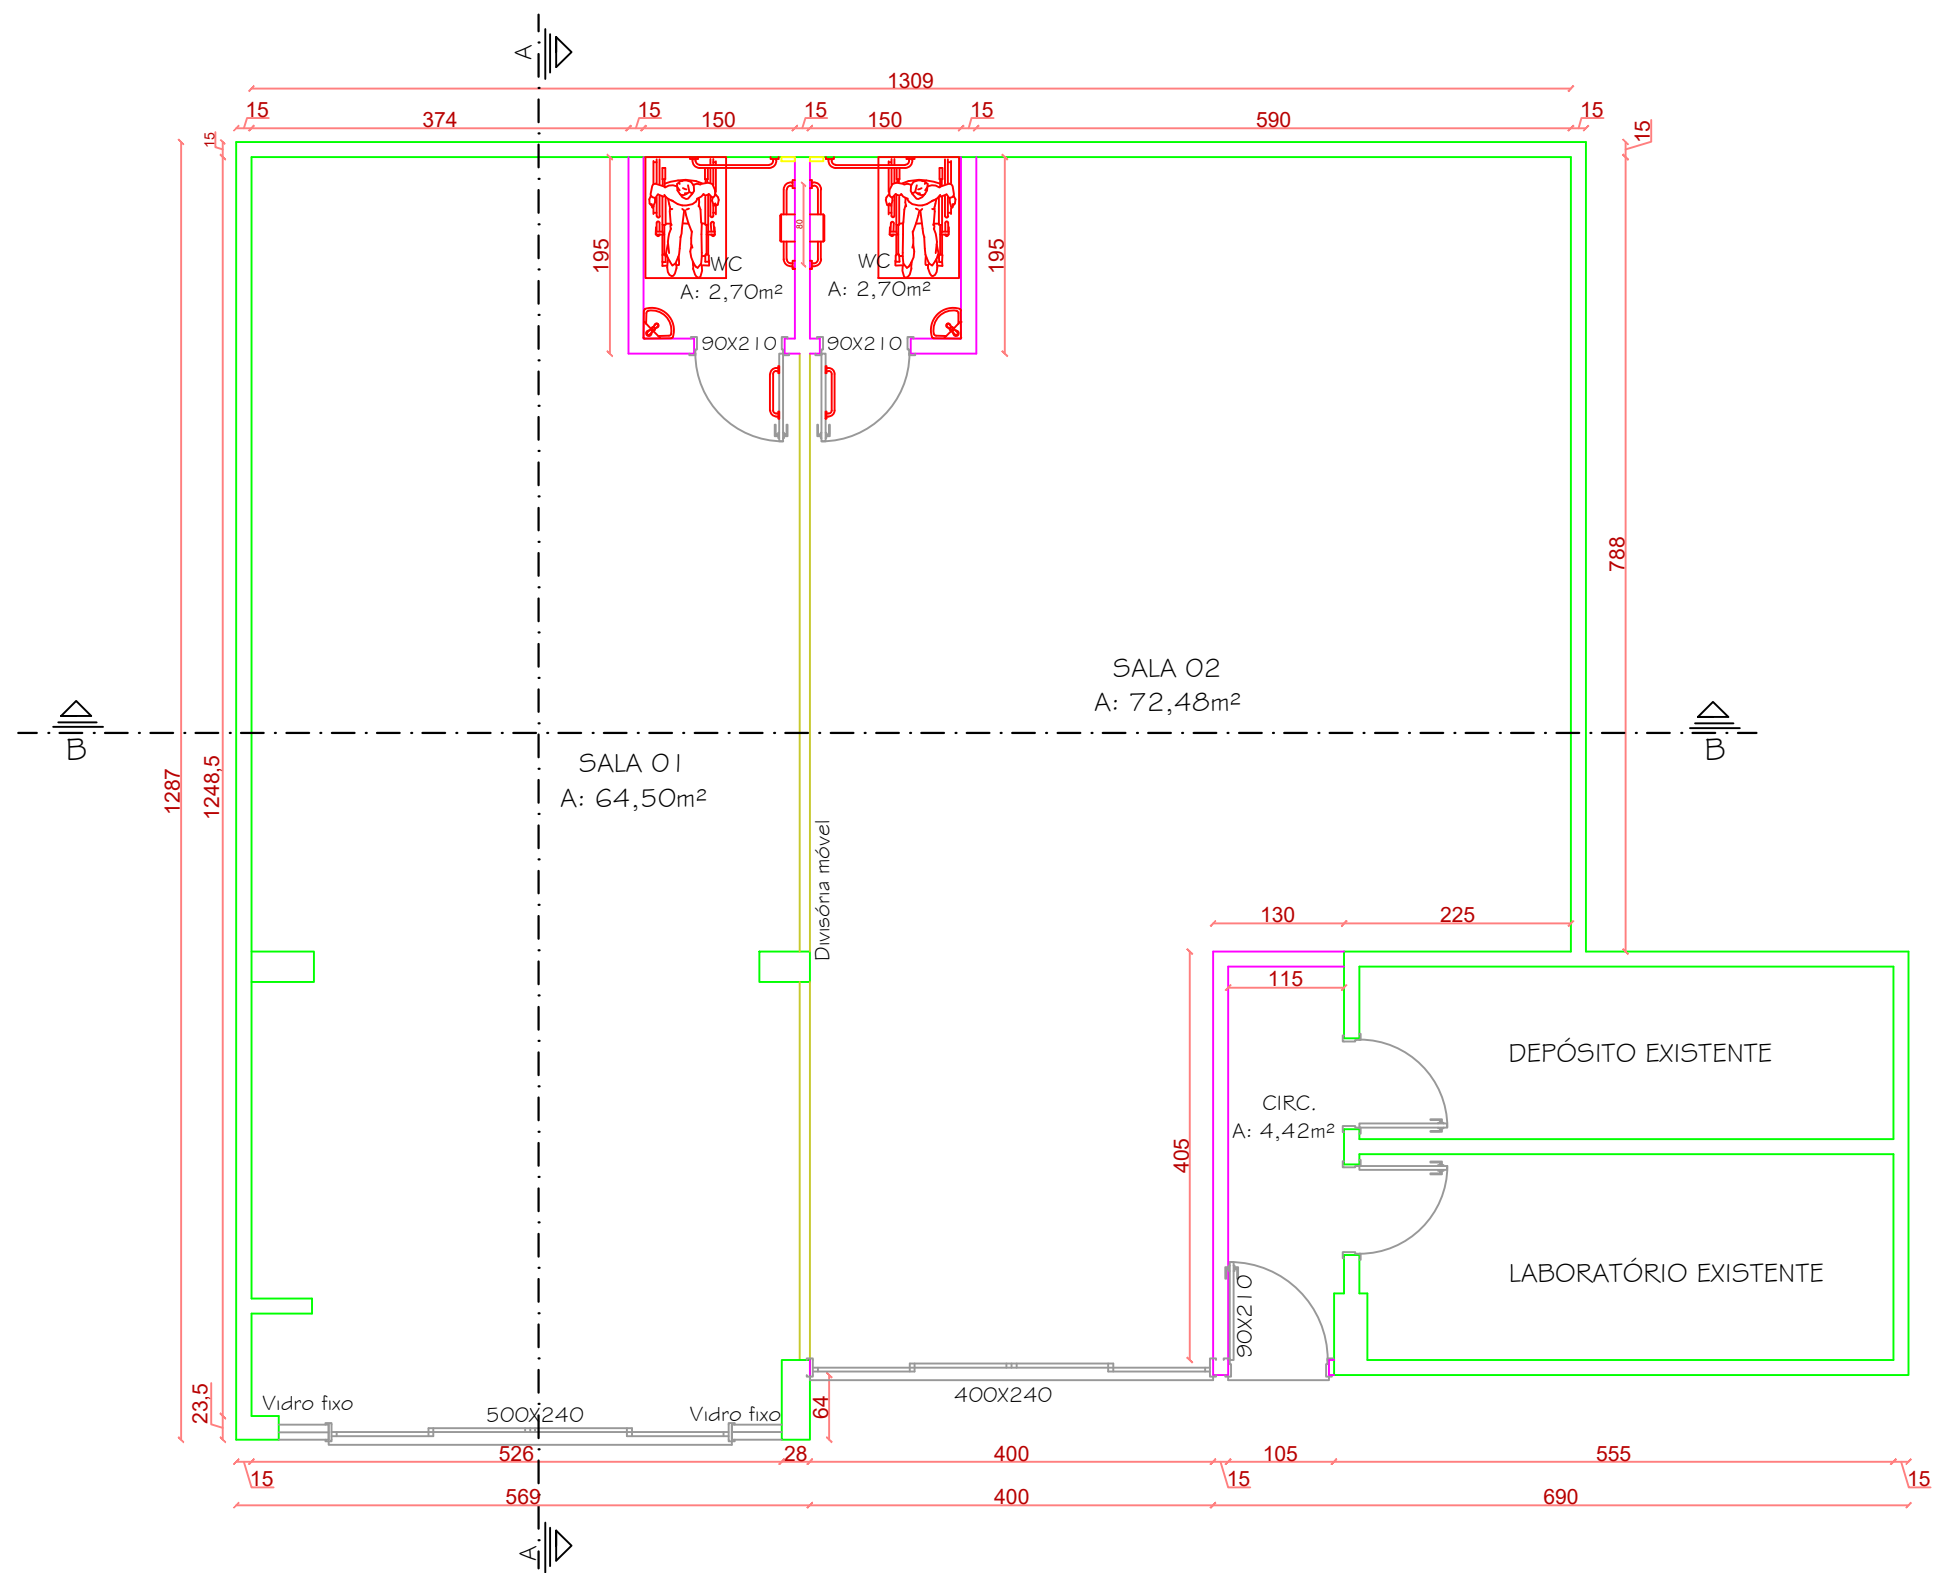 A
1309
15
374
15
150
15
150
15
590
15
15
15
195
80
195
WC
A: 2,70m²
WC
A: 2,70m²
90X210
90X210
788
SALA 02
A: 72,48m²
B
B
SALA 01
A: 64,50m²
1287
1248,5
Divisória móvel
130
225
115
DEPÓSITO EXISTENTE
CIRC.
A: 4,42m²
405
LABORATÓRIO EXISTENTE
90X210
23,5
Vidro fixo
500X240
Vidro fixo
64
400X240
526
28
400
105
555
15
15
15
569
400
690
A